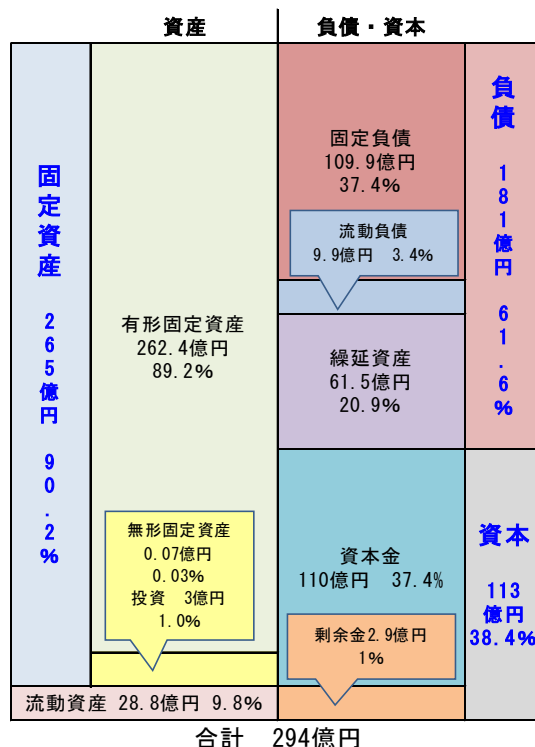 資産
負債・資本
固定資産 265億円 90.2%
有形固定資産
262.4億円
89.2%
無形固定資産
0.07億円
0.03%
投資 3億円
1.0%
流動資産 28.8億円 9.8%
固定負債
109.9億円
37.4%
流動負債
9.9億円 3.4%
繰延資産
61.5億円
20.9%
資本金
110億円 37.4%
剰余金2.9億円
1%
負債 181億円 61.6%
資本
113
億円
38.4%
合計 294億円